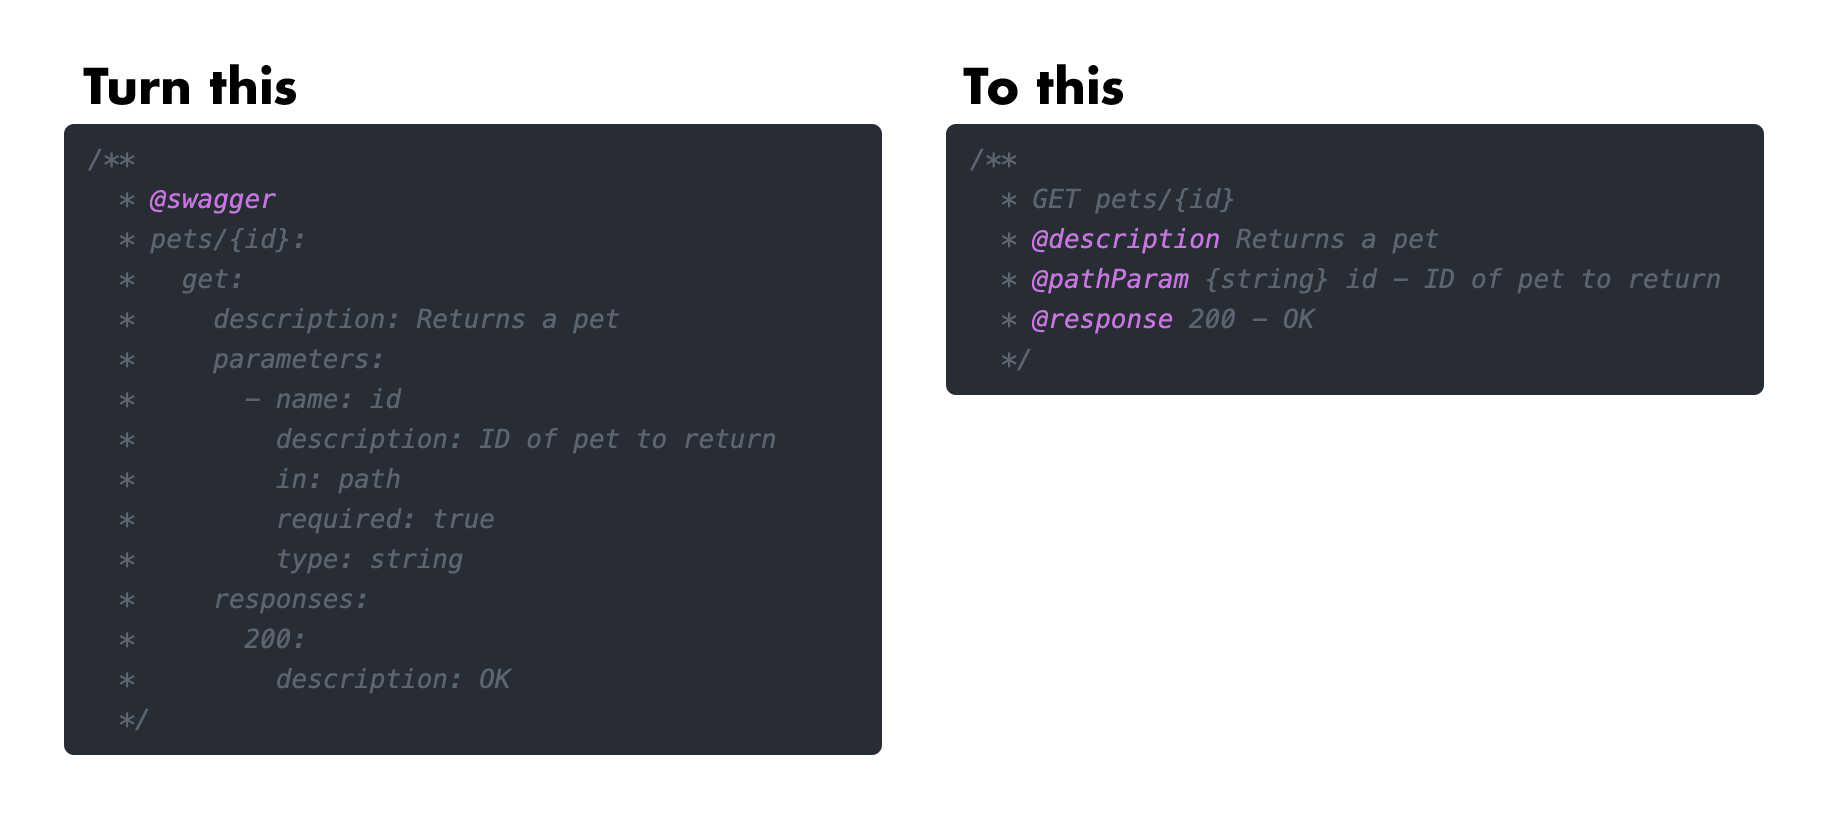 Turn this
/**
 * @swagger
 * pets/{id}:
 *   get:
 *     description: Returns a pet
 *     parameters:
 *       - name: id
 *         description: ID of pet to return
 *         in: path
 *         required: true
 *         type: string
 *     responses:
 *       200:
 *         description: OK
 */
To this
/**
 * GET pets/{id}
 * @description Returns a pet
 * @pathParam {string} id - ID of pet to return
 * @response 200 - OK
 */